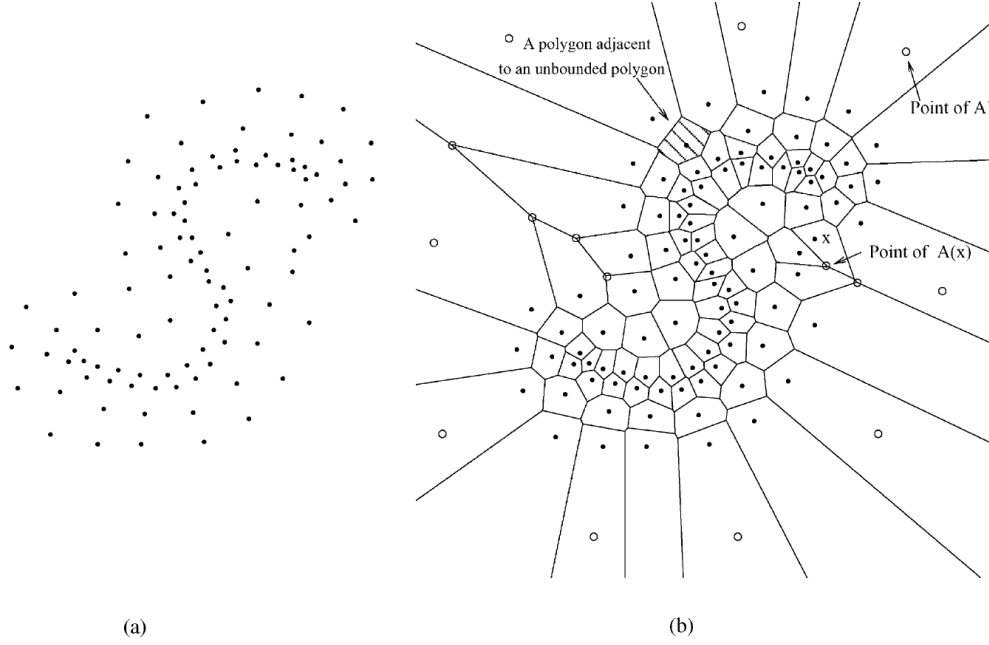 A polygon adjacent
to an unbounded polygon
Point of A'
x
Point of A(x)
(a)
(b)